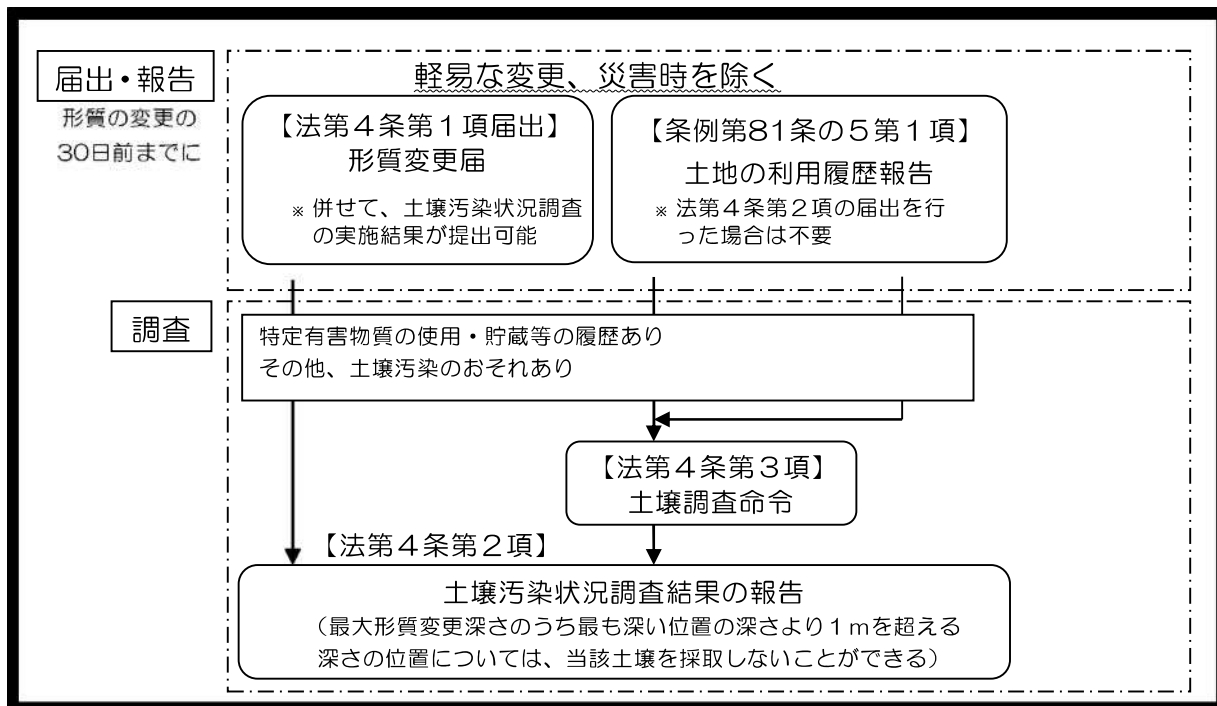 届出・報告
形質の変更の
30日前までに
軽易な変更、災害時を除く
【法第４条第１項届出】
形質変更届
※ 併せて、土壌汚染状況調査
の実施結果が提出可能
【条例第81条の５第１項】
土地の利用履歴報告
※ 法第４条第２項の届出を行
った場合は不要
調査
特定有害物質の使用・貯蔵等の履歴あり
その他、土壌汚染のおそれあり
【法第４条第３項】
土壌調査命令
【法第４条第２項】
土壌汚染状況調査結果の報告
（最大形質変更深さのうち最も深い位置の深さより１ｍを超える
深さの位置については、当該土壌を採取しないことができる）